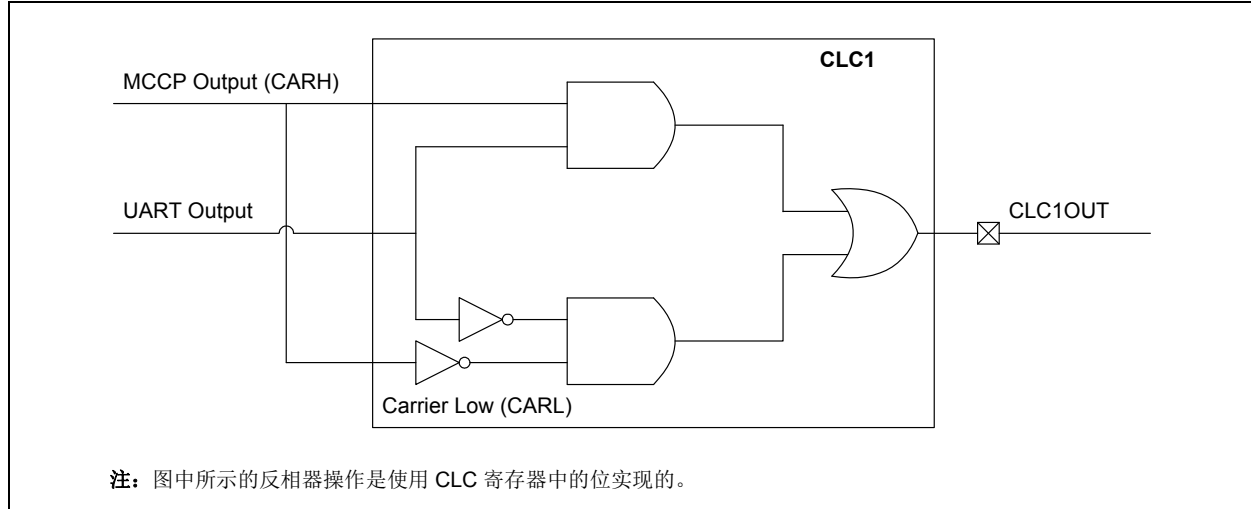 CLC1
MCCP Output (CARH)
UART Output
CLC1OUT
Carrier Low (CARL)
注：图中所示的反相器操作是使用 CLC 寄存器中的位实现的。